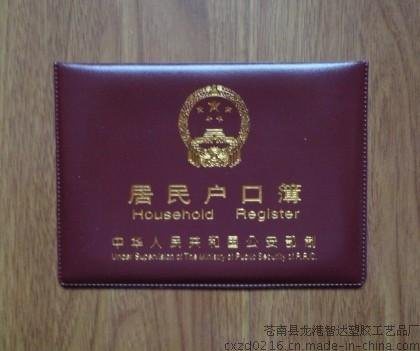 居民户口簿
Household Register
中华人民共和国公安部制
Under Supervision of The Ministry of Public Security of P.R.C.
苍南县龙港智达塑胶工艺品厂
cxzd0216.cn.made-in-china.com